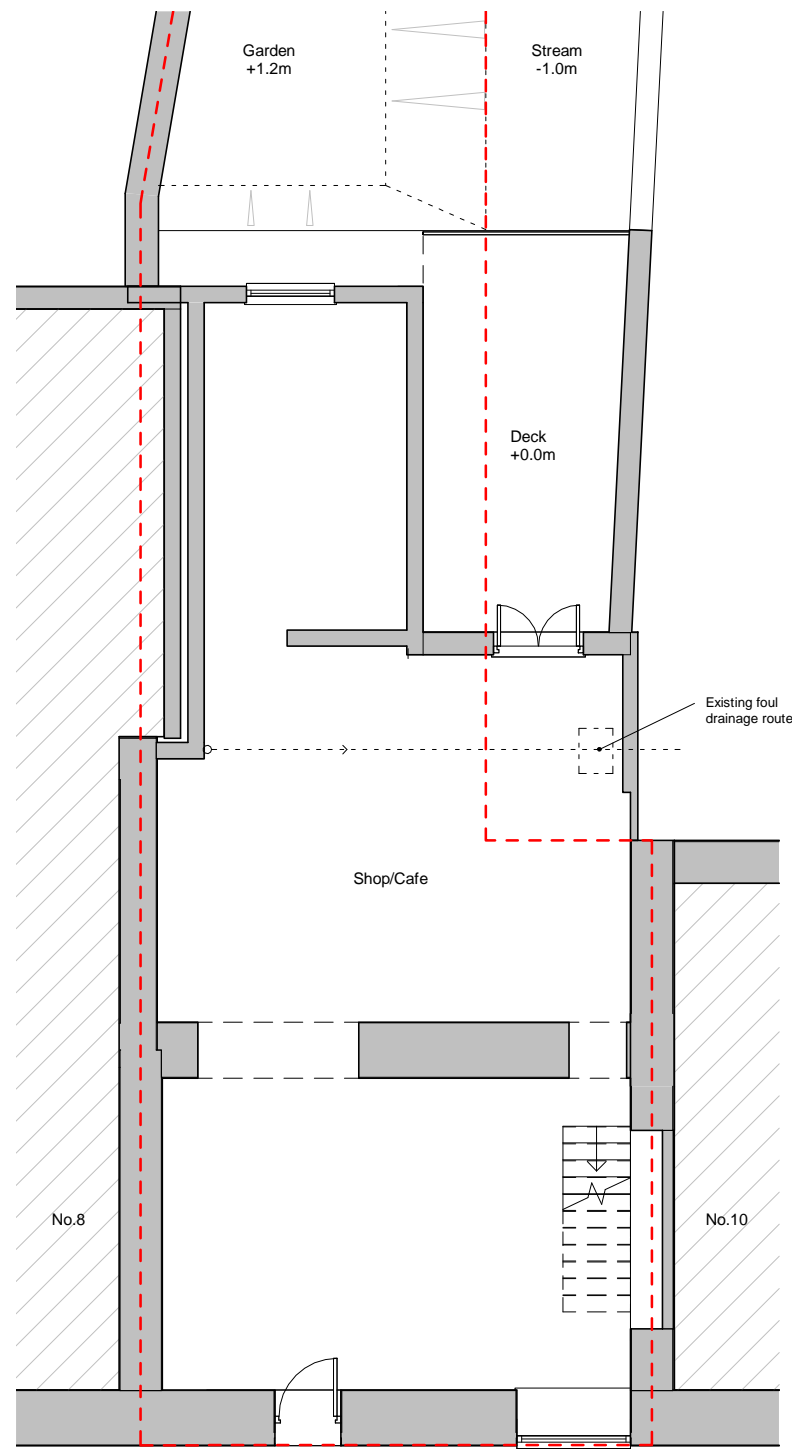 Garden
+1.2m
Stream
-1.0m
Deck
+0.0m
Existing foul
drainage route
Shop/Cafe
No.8
No.10